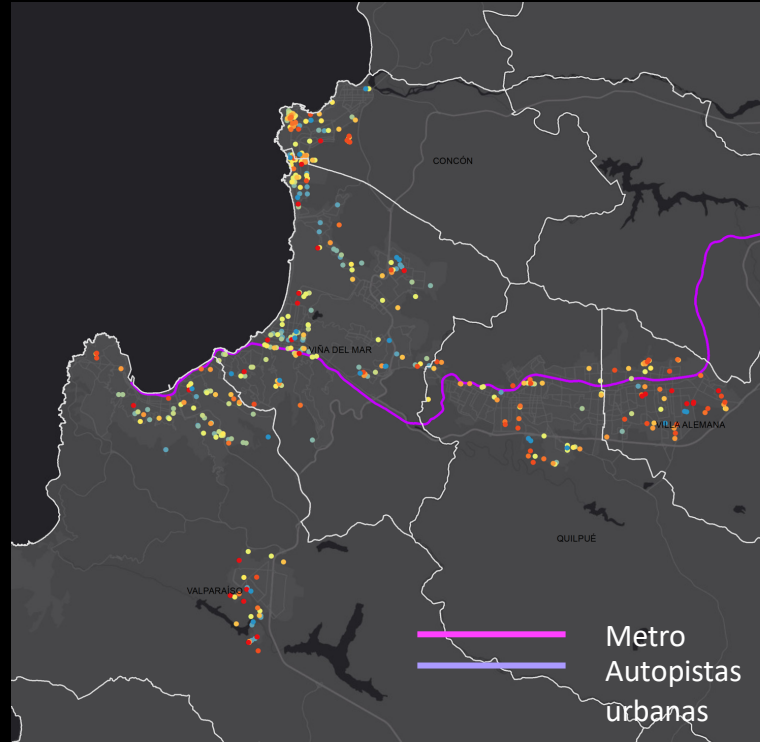 CONCÓN
VIÑA DEL MAR
VILLA ALEMANA
QUILPUÉ
VALPARAÍSO
Metro
Autopistas
urbanas